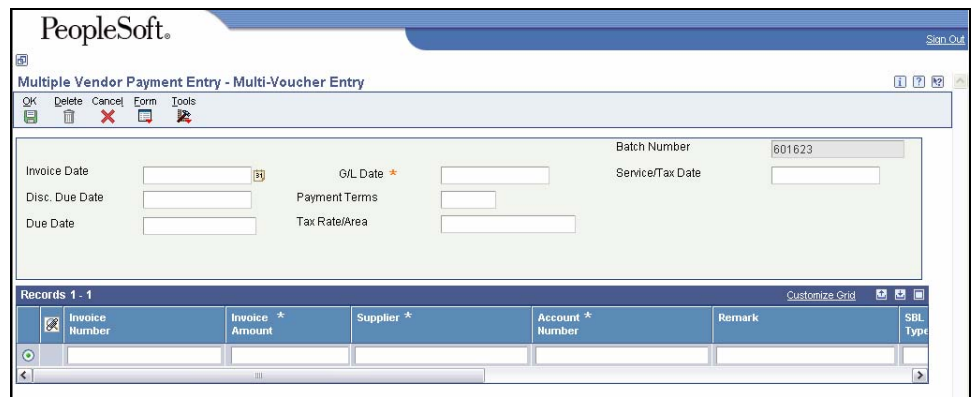 PeopleSoft®
Sign Out
Multiple Vendor Payment Entry - Multi-Voucher Entry
OK Delete Cancel Form Tools
Batch Number 601623
Invoice Date 31 G/L Date * Service/Tax Date
Disc. Due Date Payment Terms
Due Date Tax Rate/Area
Records 1 - 1 Customize Grid
Invoice Number Invoice * Amount Supplier * Account * Number Remark SBL Type